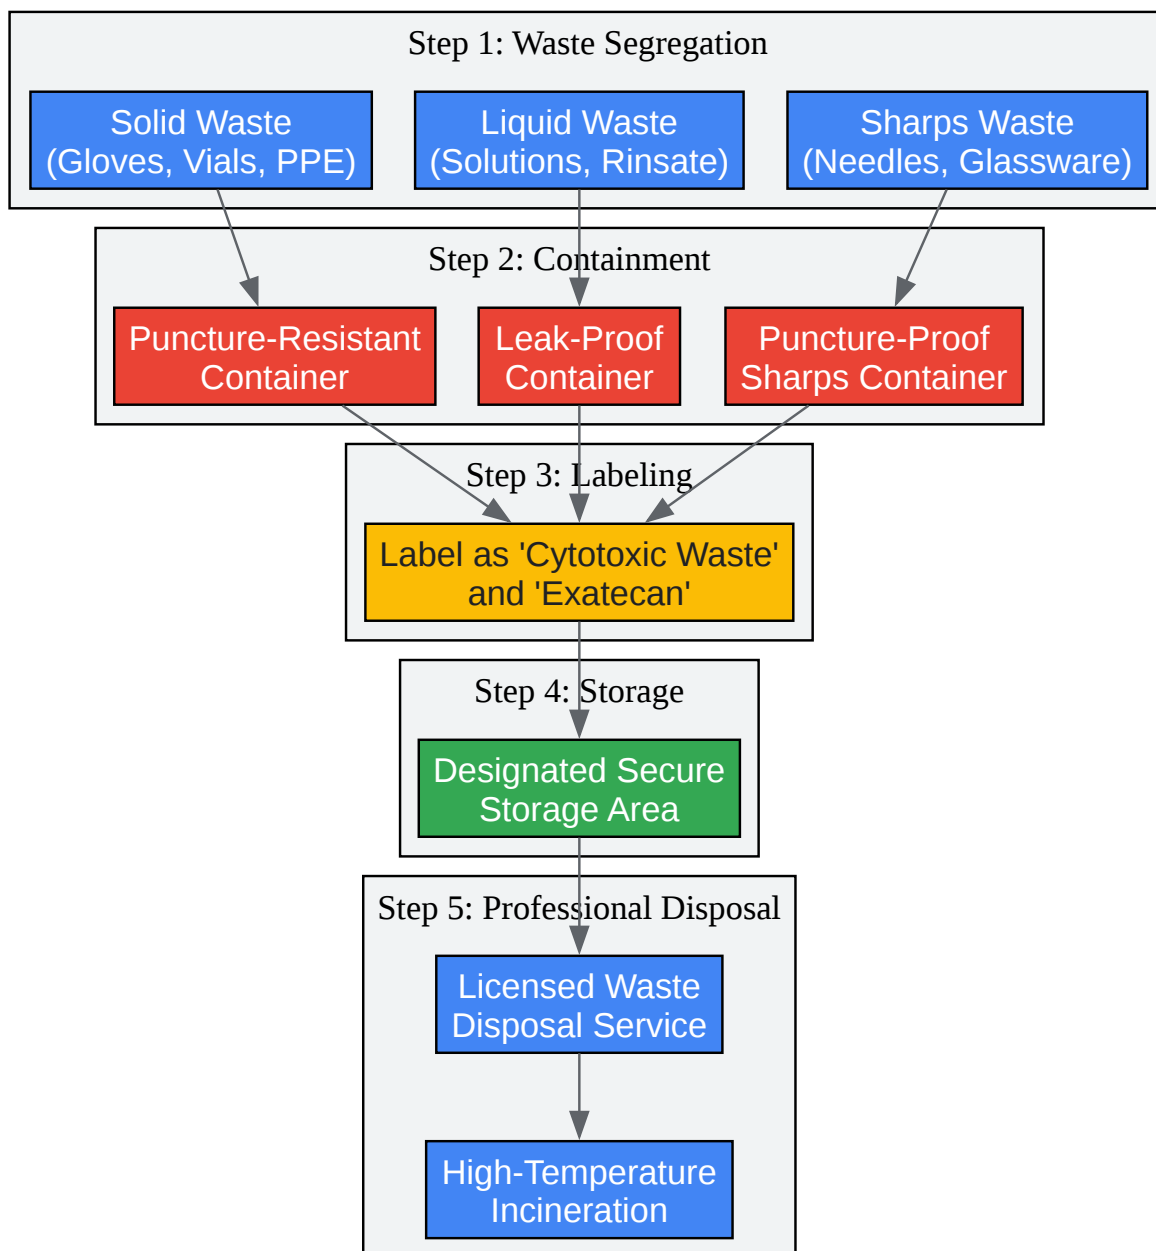 Step 1: Waste Segregation
Solid Waste
(Gloves, Vials, PPE)
Liquid Waste
(Solutions, Rinsate)
Sharps Waste
(Needles, Glassware)
Step 2: Containment
Puncture-Resistant
Container
Leak-Proof
Container
Puncture-Proof
Sharps Container
Step 3: Labeling
Label as 'Cytotoxic Waste'
and 'Exatecan'
Step 4: Storage
Designated Secure
Storage Area
Step 5: Professional Disposal
Licensed Waste
Disposal Service
High-Temperature
Incineration